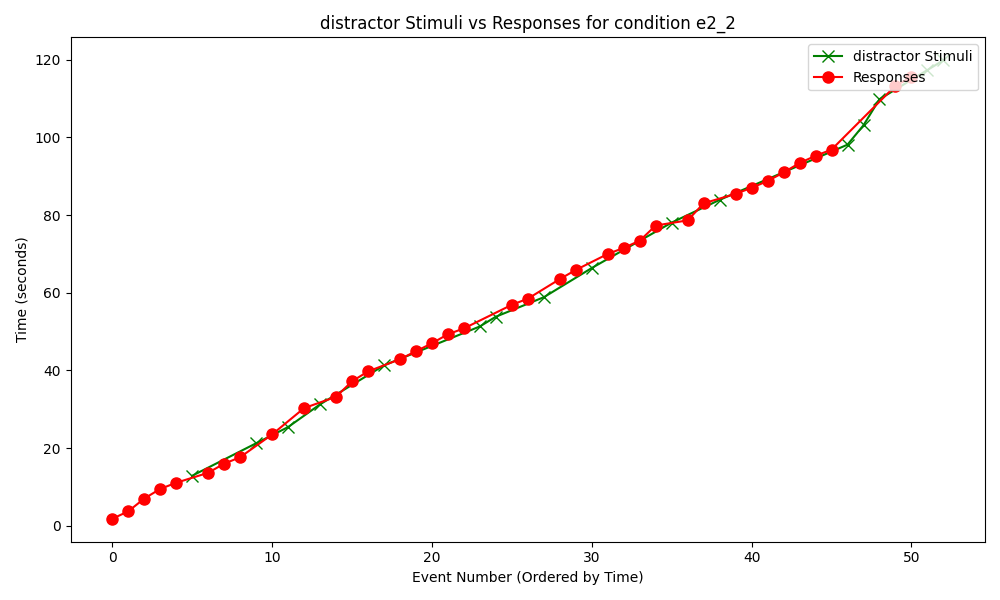 distractor Stimuli vs Responses for condition e2_2
distractor Stimuli
Responses
Time (seconds)
120
100
80
60
40
20
0
0 10 20 30 40 50
Event Number (Ordered by Time)